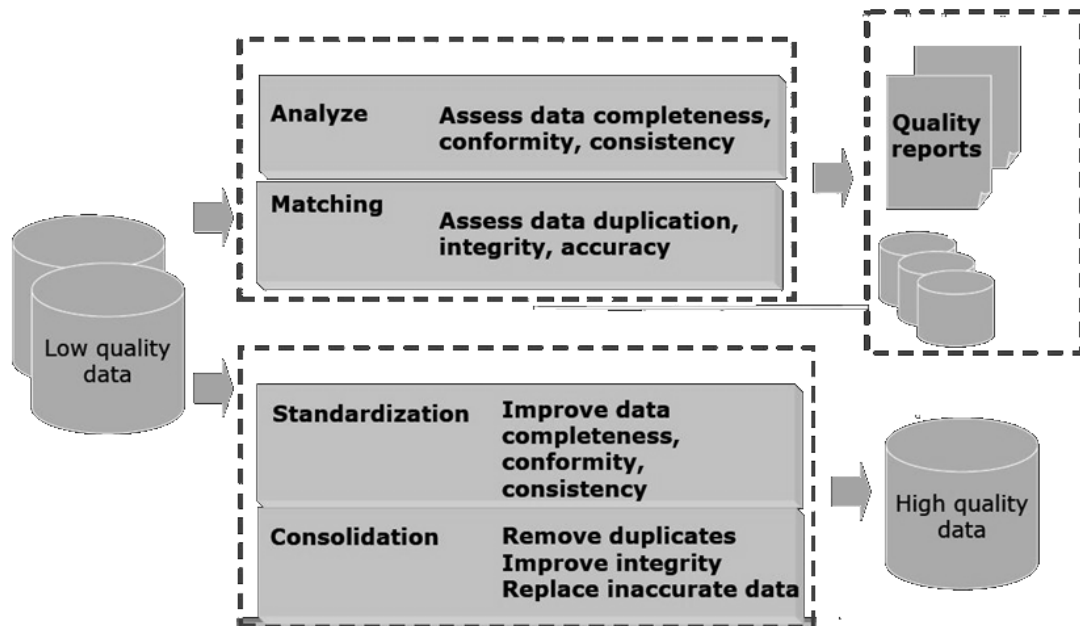 Analyze
Assess data completeness,
conformity, consistency
Matching
Assess data duplication,
integrity, accuracy
Quality
reports
Low quality
data
Standardization
Improve data
completeness,
conformity,
consistency
Consolidation
Remove duplicates
Improve integrity
Replace inaccurate data
High quality
data